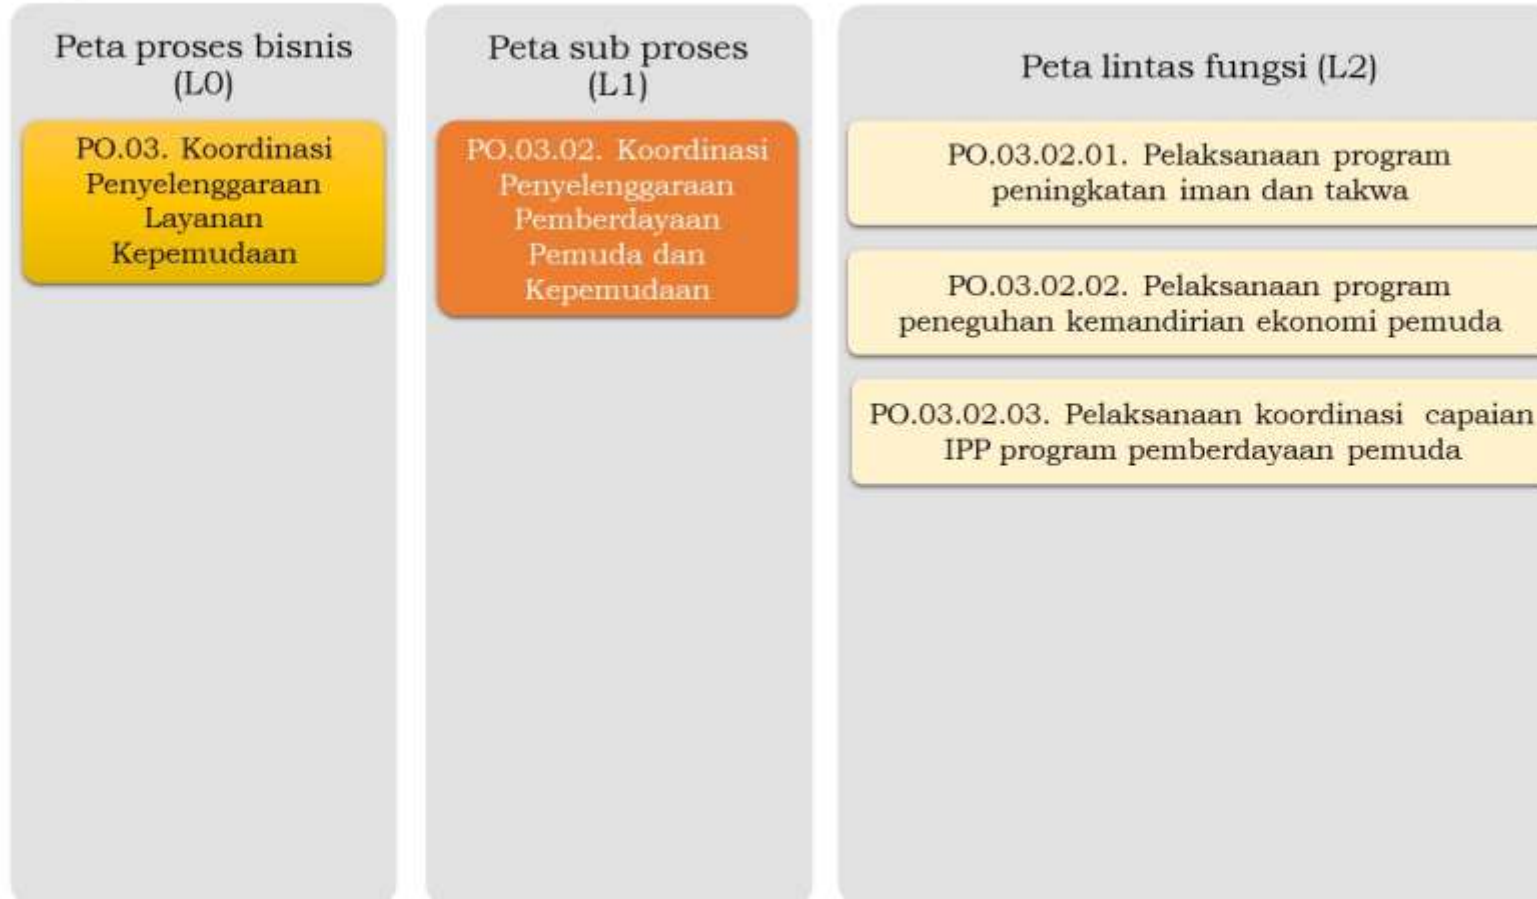 Peta proses bisnis
(L0)
PO.03. Koordinasi
Penyelenggaraan
Layanan
Kepemudaan
Peta sub proses
(L1)
PO.03.02. Koordinasi
Penyelenggaraan
Pemberdayaan
Pemuda dan
Kepemudaan
Peta lintas fungsi (L2)
PO.03.02.01. Pelaksanaan program
peningkatan iman dan takwa
PO.03.02.02. Pelaksanaan program
peneguhan kemandirian ekonomi pemuda
PO.03.02.03. Pelaksanaan koordinasi capaian
IPP program pemberdayaan pemuda